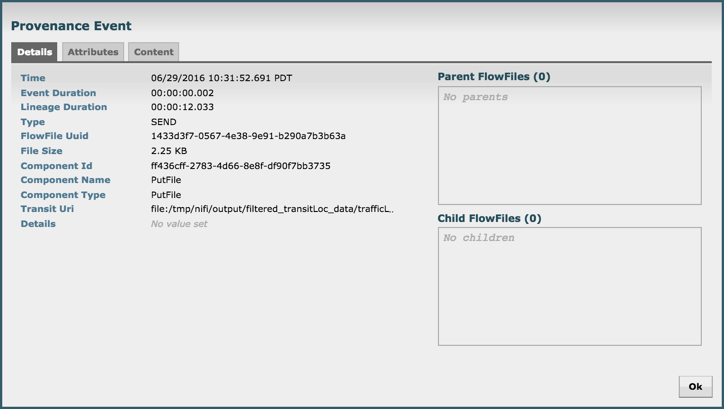 Provenance Event
Details Attributes Content
Time 06/29/2016 10:31:52.691 PDT
Event Duration 00:00:00.002
Lineage Duration 00:00:12.033
Type SEND
FlowFile Uuid 1433d3f7-0567-4e38-9e91-b290a7b3b63a
File Size 2.25 KB
Component Id ff436cff-2783-4d66-8e8f-df90f7bb3735
Component Name PutFile
Component Type PutFile
Transit Uri file:/tmp/nifi/output/filtered_transitLoc_data/trafficL..
Details No value set
Parent FlowFiles (0)
No parents
Child FlowFiles (0)
No children
Ok